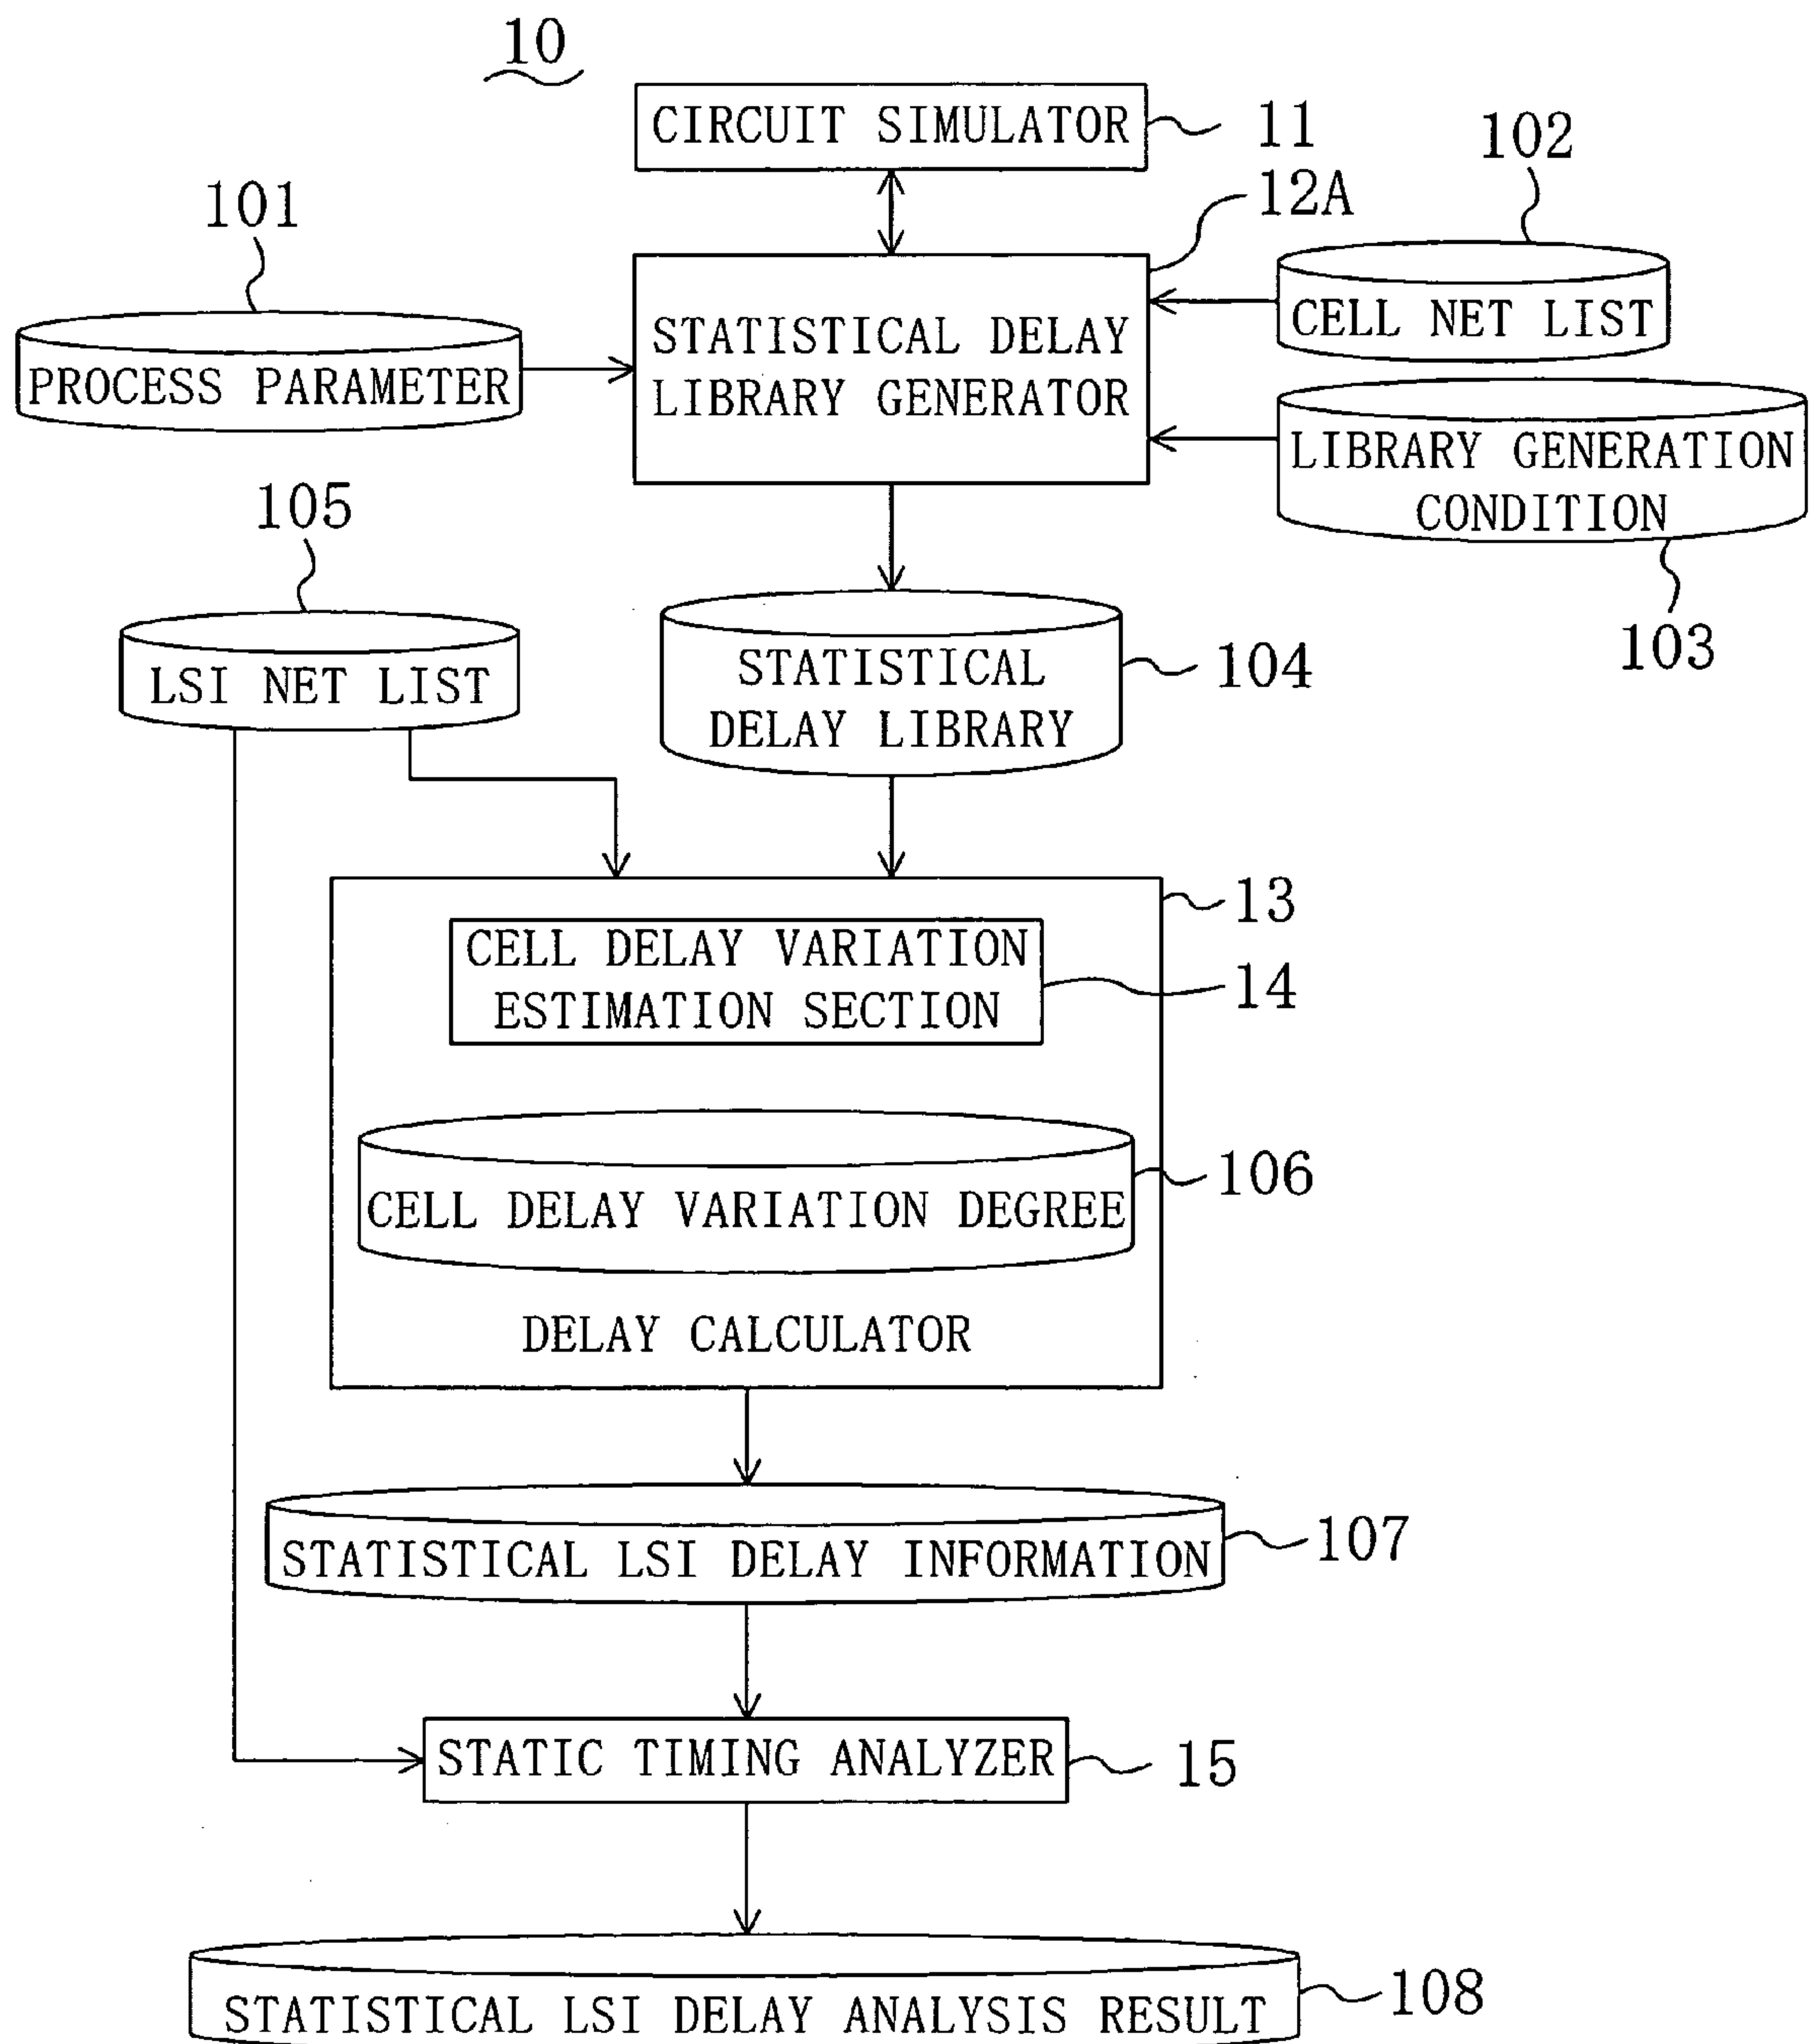 10
CIRCUIT SIMULATOR
11
102
12A
101
CELL NET LIST
STATISTICAL DELAY
LIBRARY GENERATOR
PROCESS PARAMETER
LIBRARY GENERATION
CONDITION
103
105
LSI NET LIST
STATISTICAL
DELAY LIBRARY
104
13
CELL DELAY VARIATION
ESTIMATION SECTION
14
106
CELL DELAY VARIATION DEGREE
DELAY CALCULATOR
STATISTICAL LSI DELAY INFORMATION
107
STATIC TIMING ANALYZER
15
STATISTICAL LSI DELAY ANALYSIS RESULT
108